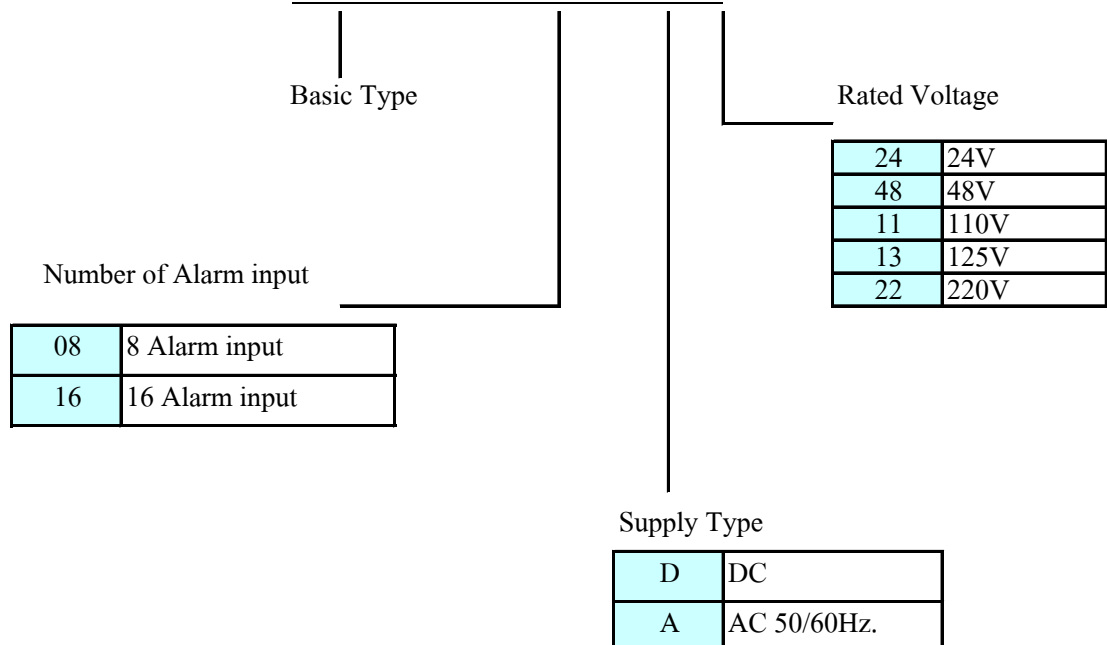 Basic Type
Rated Voltage
24 24V
48 48V
11 110V
13 125V
22 220V
Number of Alarm input
08 8 Alarm input
16 16 Alarm input
Supply Type
D DC
A AC 50/60Hz.